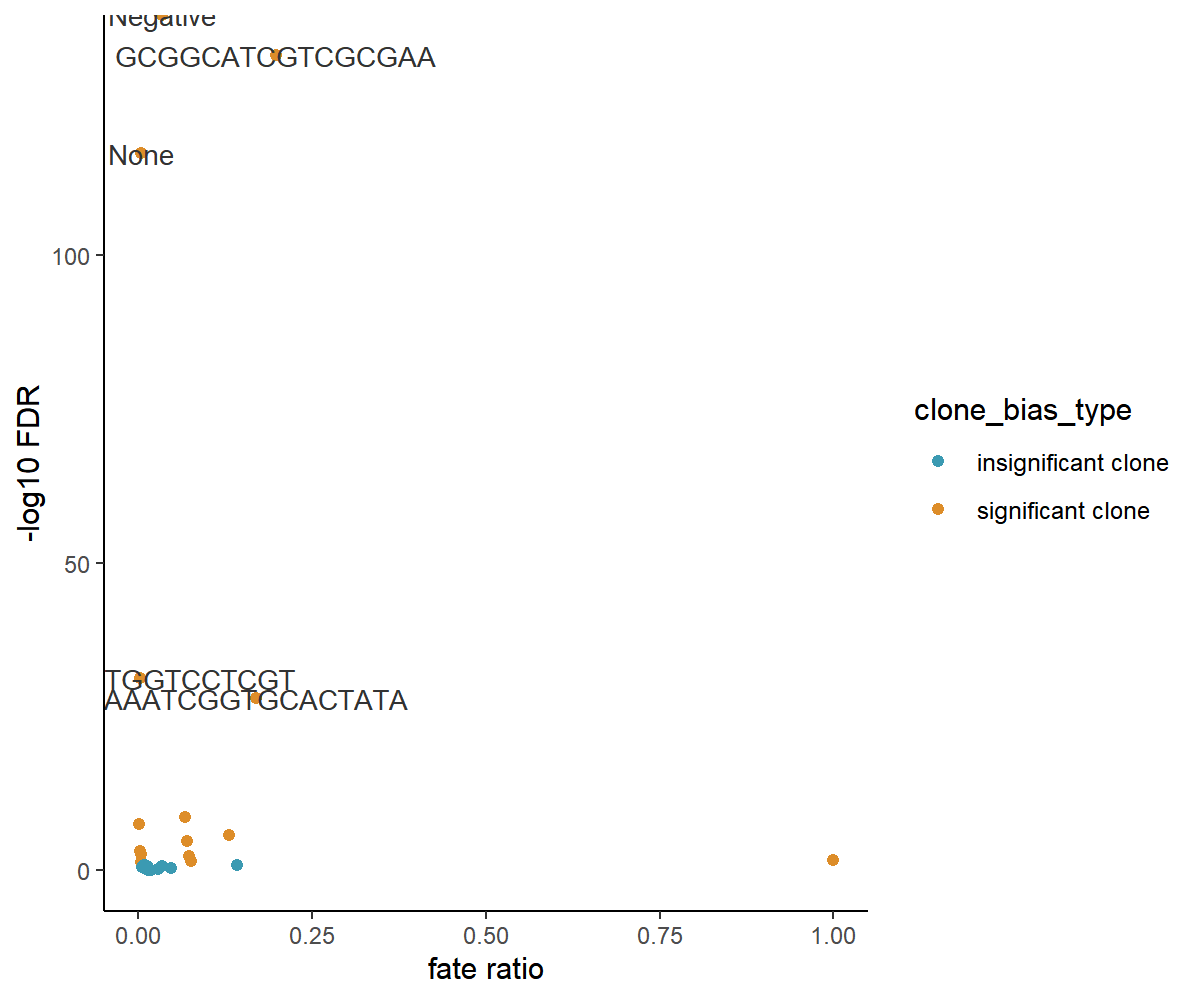 Negative
GCGGCATCGTCGCGAA
None
100
50
TGGTCCTCGT
AAATCGGTGCACTATA
0
0.00 0.25 0.50 0.75 1.00
fate ratio
-log10 FDR
clone_bias_type
insignificant clone
significant clone